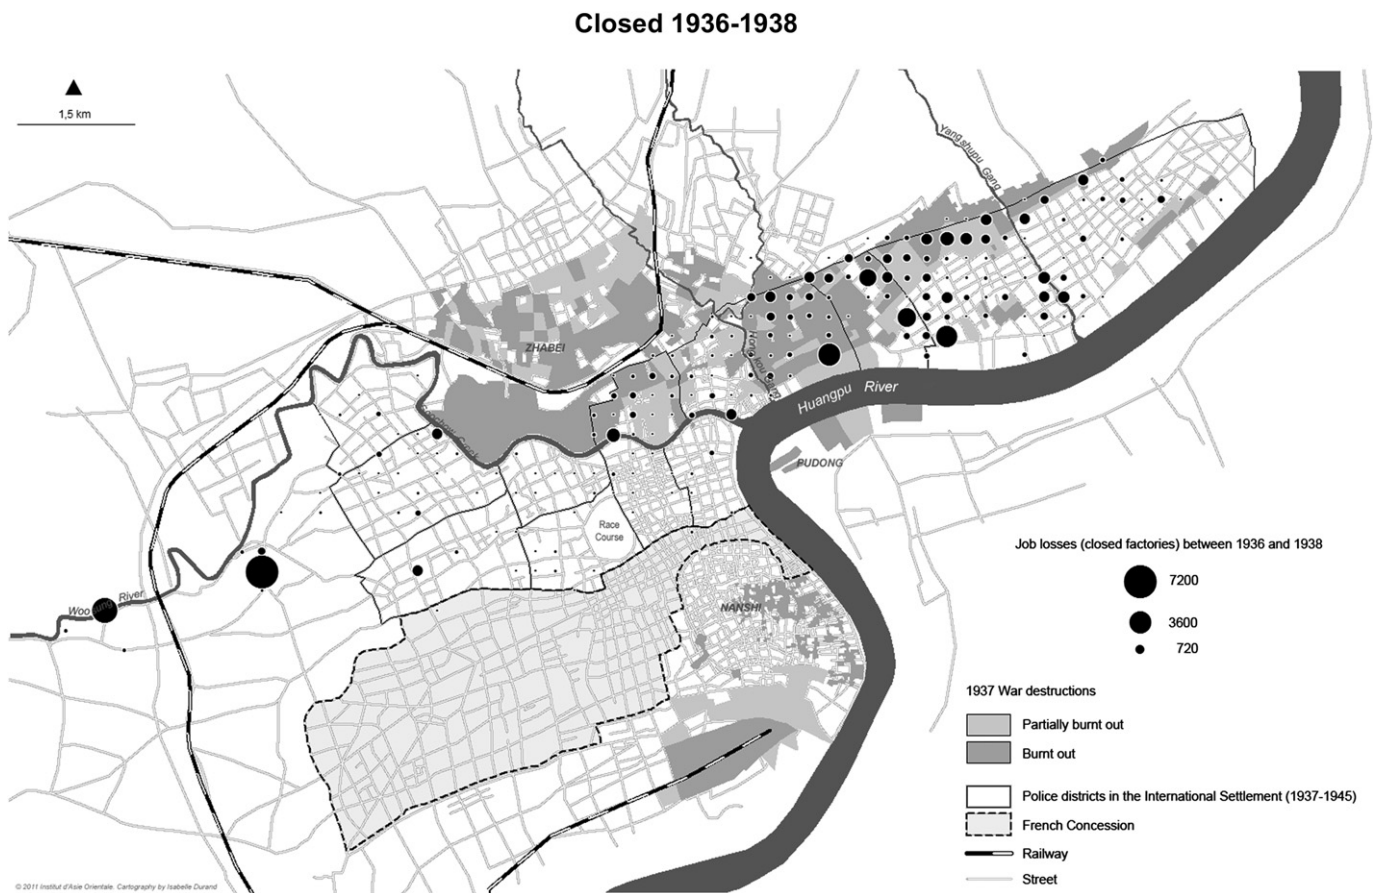 Closed 1936-1938
1,5 km
Yangshupu Gang
ZHABEI
Huangpu River
PUDONG
Race
Course
NANSHI
River
Job losses (closed factories) between 1936 and 1938
7200
3600
720
1937 War destructions
Partially burnt out
Burnt out
Police districts in the International Settlement (1937-1945)
French Concession
Railway
Street
© 2011 Institut d'Asie Orientale. Cartography by Isabelle Durand